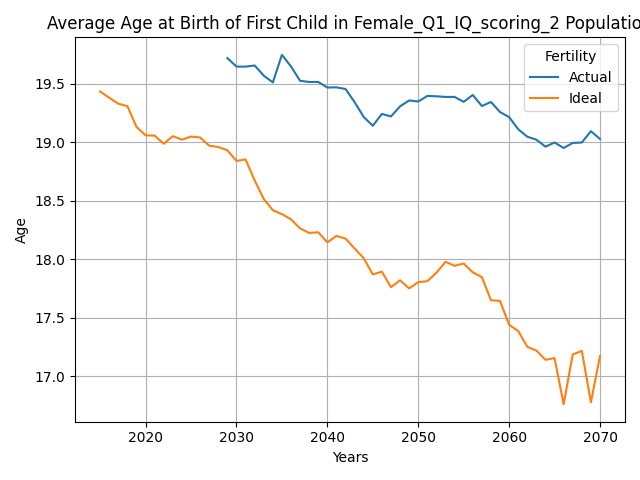 Average Age at Birth of First Child in Female_Q1_IQ_scoring_2 Populatio
Fertility
Actual
Ideal
Age
19.5
19.0
18.5
18.0
17.5
17.0
2020 2030 2040 2050 2060 2070
Years